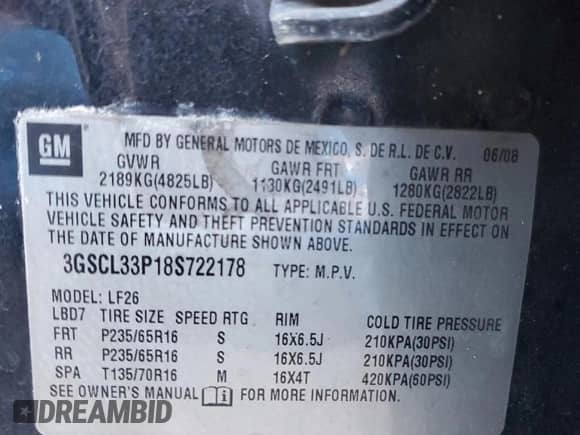 GM MFD BY GENERAL MOTORS DE MEXICO, S. DE R.L. DE C.V. 06/08
GVWR GAWR FRT GAWR RR
2189KG(4825LB) 1130KG(2491LB) 1280KG(2822LB)
THIS VEHICLE CONFORMS TO ALL APPLICABLE U.S. FEDERAL MOTOR
VEHICLE SAFETY AND THEFT PREVENTION STANDARDS IN EFFECT ON
THE DATE OF MANUFACTURE SHOWN ABOVE.
3GSCL33P18S722178 TYPE: M.P.V.
MODEL: LF26
LBD7 TIRE SIZE SPEED RTG RIM COLD TIRE PRESSURE
FRT P235/65R16 S 16X6.5J 210KPA(30PSI)
RR P235/65R16 S 16X6.5J 210KPA(30PSI)
SPA T135/70R16 M 16X4T 420KPA(60PSI)
SEE OWNER'S MANUAL i FOR MORE INFORMATION.
DREAMBID